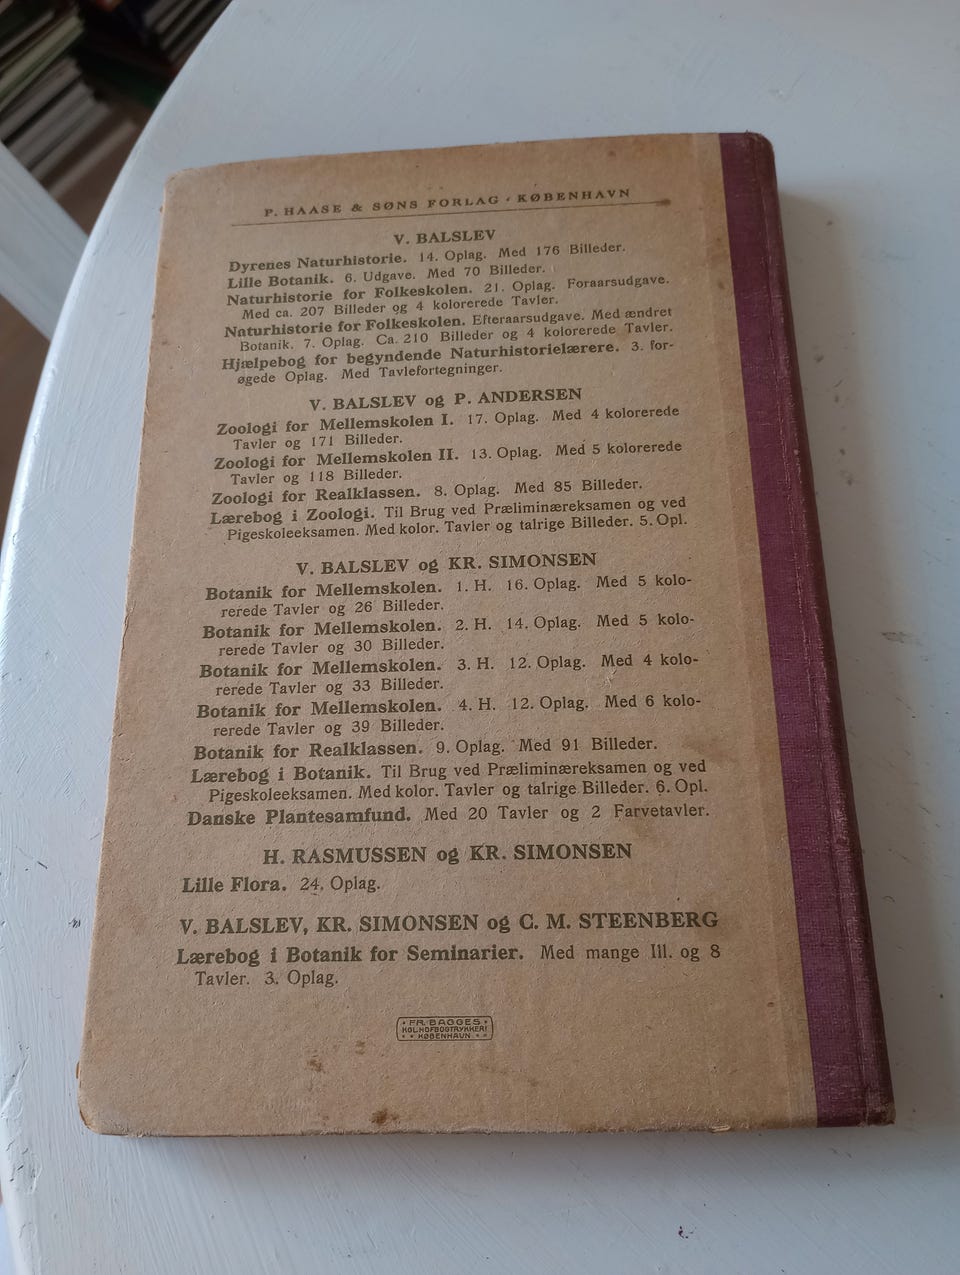 P. HAASE & SØNS FORLAG · KØBENHAVN
V. BALSLEV
Dyrenes Naturhistorie. 14. Oplag. Med 176 Billeder.
Lille Botanik. 6. Udgave. Med 70 Billeder.
Naturhistorie for Folkeskolen. 21. Oplag. Foraarsudgave.
Med ca. 207 Billeder og 4 kolorerede Tavler.
Naturhistorie for Folkeskolen. Efteraarsudgave. Med ændret
Botanik. 7. Oplag. Ca. 210 Billeder og 4 kolorerede Tavler.
Hjælpebog for begyndende Naturhistorielærere. 3. for-
øgede Oplag. Med Tavlefortegninger.
V. BALSLEV og P. ANDERSEN
Zoologi for Mellemskolen I. 17. Oplag. Med 4 kolorerede
Tavler og 171 Billeder.
Zoologi for Mellemskolen II. 13. Oplag. Med 5 kolorerede
Tavler og 118 Billeder.
Zoologi for Realklassen. 8. Oplag. Med 85 Billeder.
Lærebog i Zoologi. Til Brug ved Præliminæreksamen og ved
Pigeskoleeksamen. Med kolor. Tavler og talrige Billeder. 5. Opl.
V. BALSLEV og KR. SIMONSEN
Botanik for Mellemskolen. 1. H. 16. Oplag. Med 5 kolo-
rerede Tavler og 26 Billeder.
Botanik for Mellemskolen. 2. H. 14. Oplag. Med 5 kolo-
rerede Tavler og 30 Billeder.
Botanik for Mellemskolen. 3. H. 12. Oplag. Med 4 kolo-
rerede Tavler og 33 Billeder.
Botanik for Mellemskolen. 4. H. 12. Oplag. Med 6 kolo-
rerede Tavler og 39 Billeder.
Botanik for Realklassen. 9. Oplag. Med 91 Billeder.
Lærebog i Botanik. Til Brug ved Præliminæreksamen og ved
Pigeskoleeksamen. Med kolor. Tavler og talrige Billeder. 6. Opl.
Danske Plantesamfund. Med 20 Tavler og 2 Farvetavler.
H. RASMUSSEN og KR. SIMONSEN
Lille Flora. 24. Oplag.
V. BALSLEV, KR. SIMONSEN og C. M. STEENBERG
Lærebog i Botanik for Seminarier. Med mange Ill. og 8
Tavler. 3. Oplag.
FR. BAGGES
KGL. HOFBOGTRYKKERI
KØBENHAVN